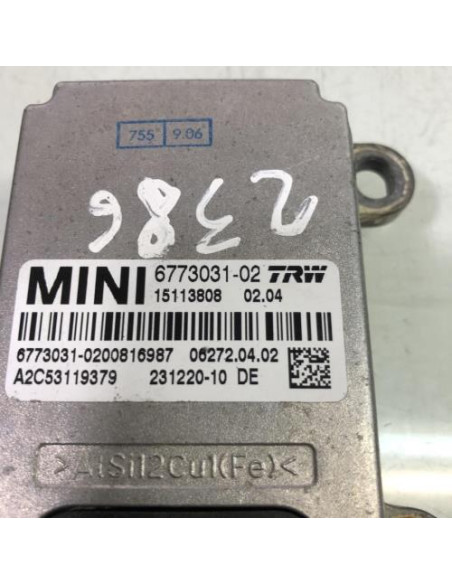 755 9.06
2386
MINI 6773031-02 TRW
15113808 02.04
6773031-0200816987 06272.04.02
A2C53119379 231220-10 DE
>AlSi12Cu1(Fe)<